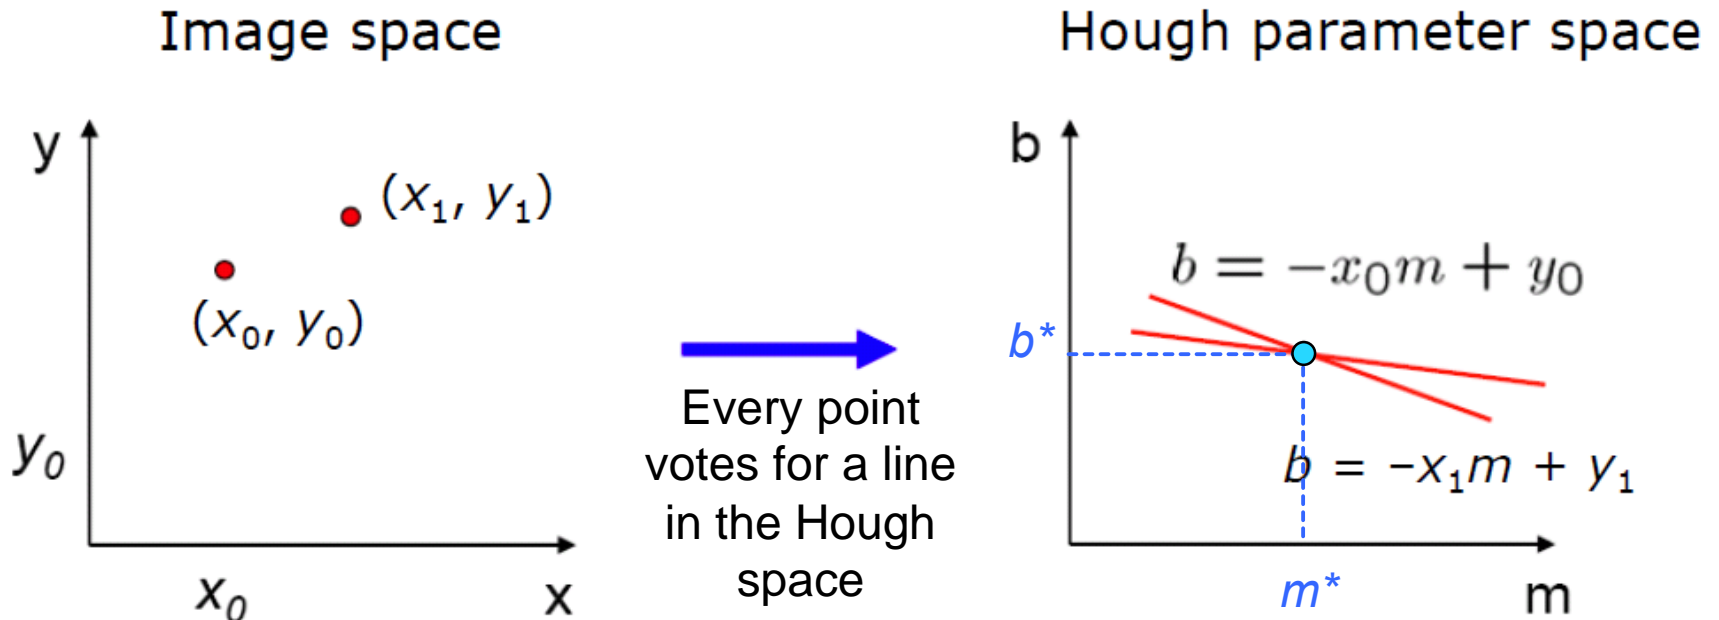 Image space
Hough parameter space
y
(x₁, y₁)
(x₀, y₀)
y₀
x₀
x
Every point
votes for a line
in the Hough
space
b
b = −x₀m + y₀
b*
b = −x₁m + y₁
m*
m